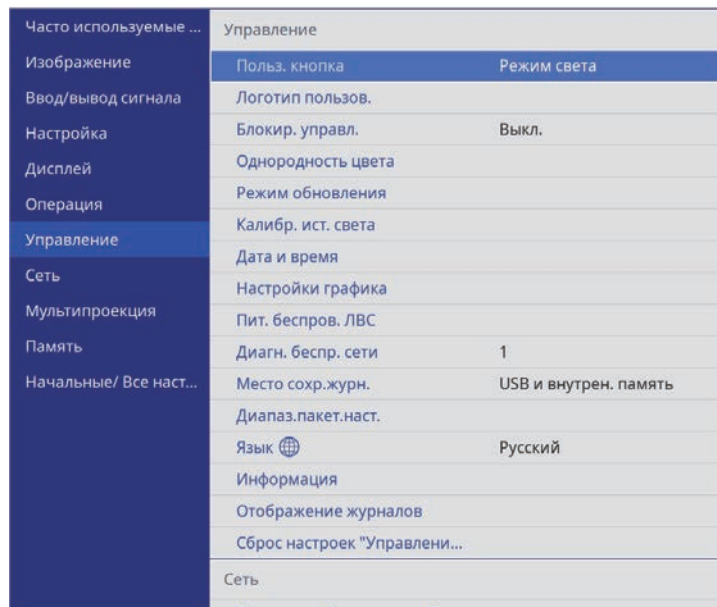 Часто используемые ...
Изображение
Ввод/вывод сигнала
Настройка
Дисплей
Операция
Управление
Сеть
Мультипроекция
Память
Начальные/ Все наст...
Управление
Польз. кнопка Режим света
Логотип пользов.
Блокир. управл. Выкл.
Однородность цвета
Режим обновления
Калибр. ист. света
Дата и время
Настройки графика
Пит. беспров. ЛВС
Диагн. беспр. сети 1
Место сохр.журн. USB и внутрен. память
Диапаз.пакет.наст.
Язык Русский
Информация
Отображение журналов
Сброс настроек "Управлени...
Сеть